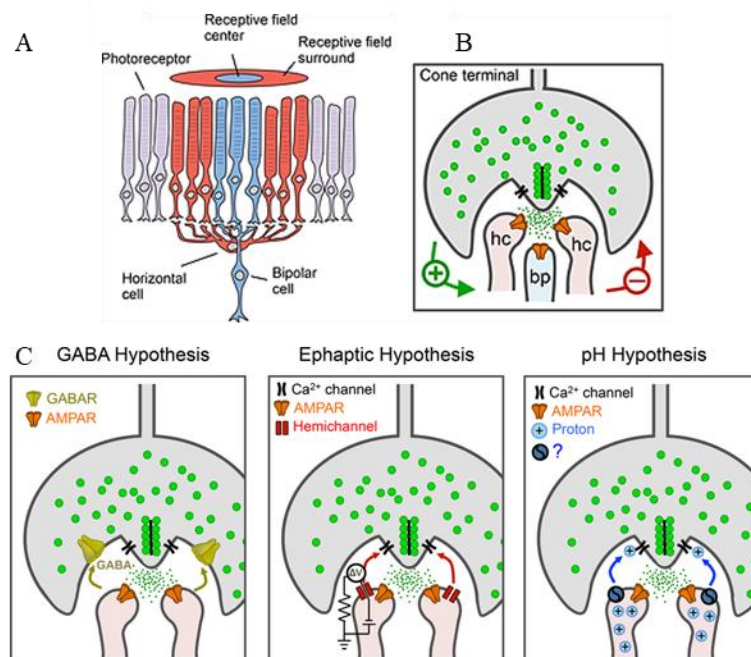 A
Receptive field
center
Receptive field
surround
Photoreceptor
Horizontal
cell
Bipolar
cell
B
Cone terminal
hc
hc
bp
+
−
C
GABA Hypothesis
GABAR
AMPAR
GABA
Ephaptic Hypothesis
Ca²⁺ channel
AMPAR
Hemichannel
ΔV
pH Hypothesis
Ca²⁺ channel
AMPAR
+ Proton
S ?
+
+
S
S
+
+
+
+
+
+
+
+